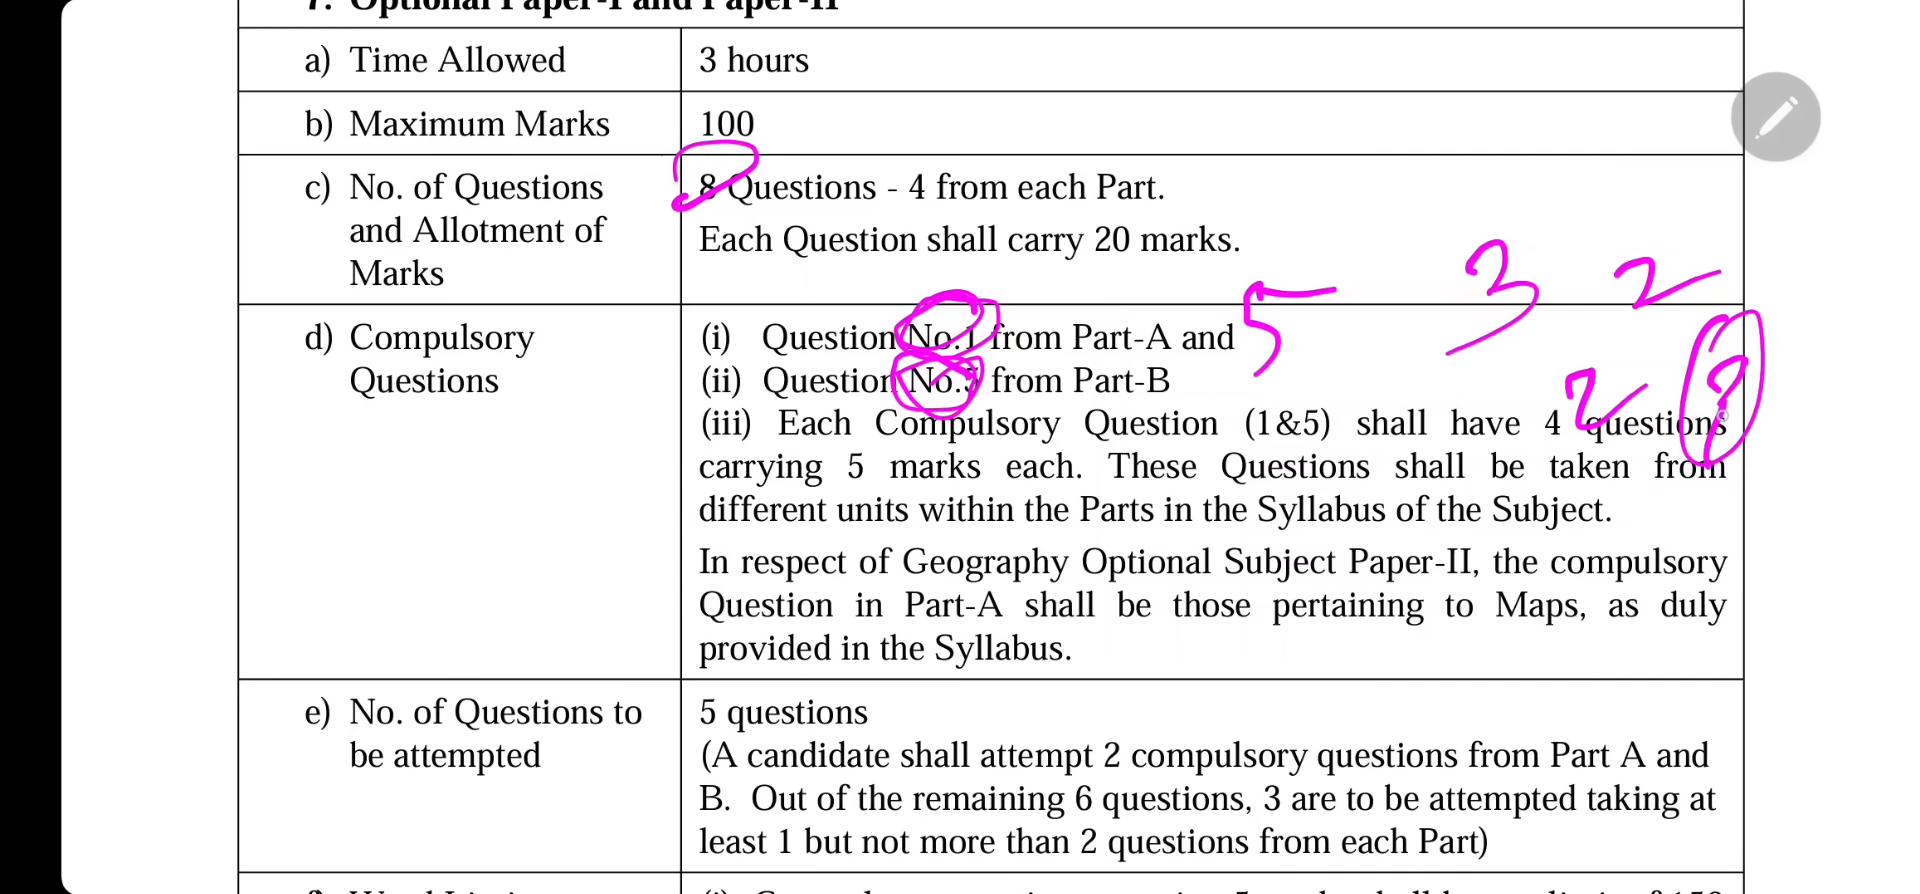 7. Optional Paper-I and Paper-II
a) Time Allowed
3 hours
b) Maximum Marks
100
c) No. of Questions
and Allotment of
Marks
8 Questions - 4 from each Part.
Each Question shall carry 20 marks.
5
3
2
2
d) Compulsory
Questions
(i) Question No.1 from Part-A and
(ii) Question No.5 from Part-B
(iii) Each Compulsory Question (1&5) shall have 4 questions
carrying 5 marks each. These Questions shall be taken from
different units within the Parts in the Syllabus of the Subject.
In respect of Geography Optional Subject Paper-II, the compulsory
Question in Part-A shall be those pertaining to Maps, as duly
provided in the Syllabus.
e) No. of Questions to
be attempted
5 questions
(A candidate shall attempt 2 compulsory questions from Part A and
B. Out of the remaining 6 questions, 3 are to be attempted taking at
least 1 but not more than 2 questions from each Part)